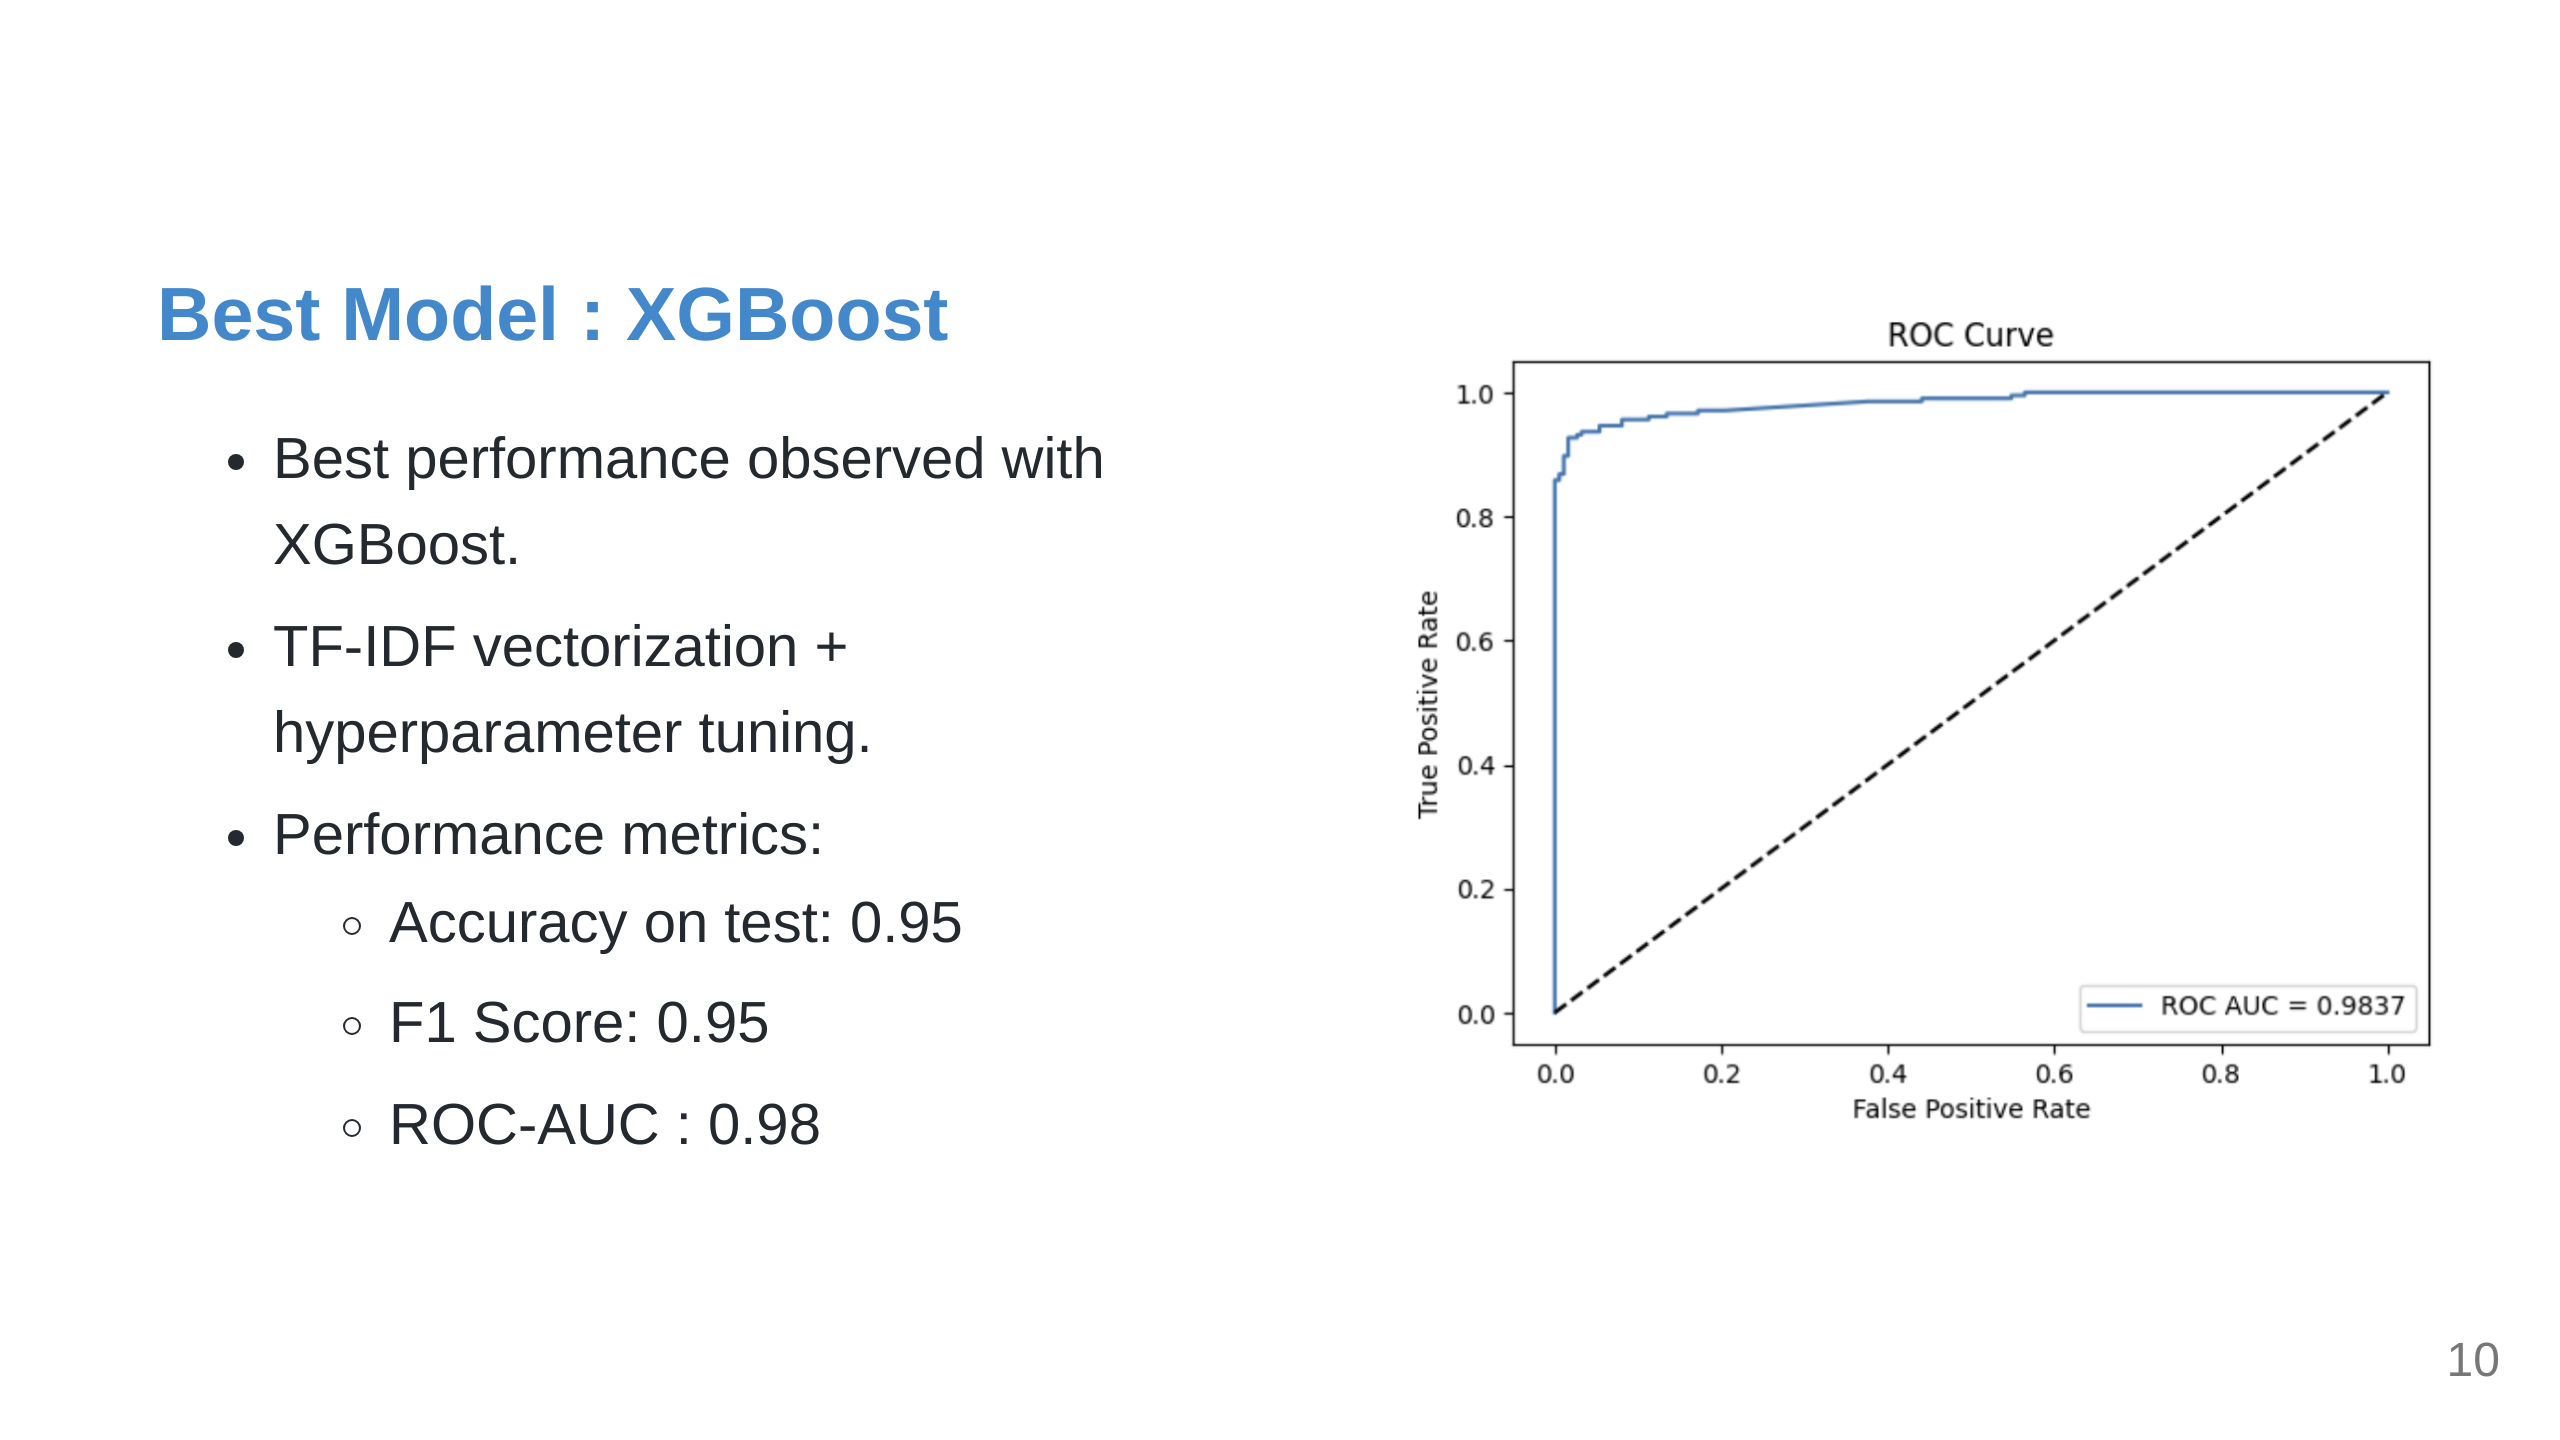 Best Model : XGBoost
• Best performance observed with
XGBoost.
• TF-IDF vectorization +
hyperparameter tuning.
• Performance metrics:
◦ Accuracy on test: 0.95
◦ F1 Score: 0.95
◦ ROC-AUC : 0.98
ROC Curve
True Positive Rate
1.0
0.8
0.6
0.4
0.2
0.0
ROC AUC = 0.9837
0.0 0.2 0.4 0.6 0.8 1.0
False Positive Rate
10